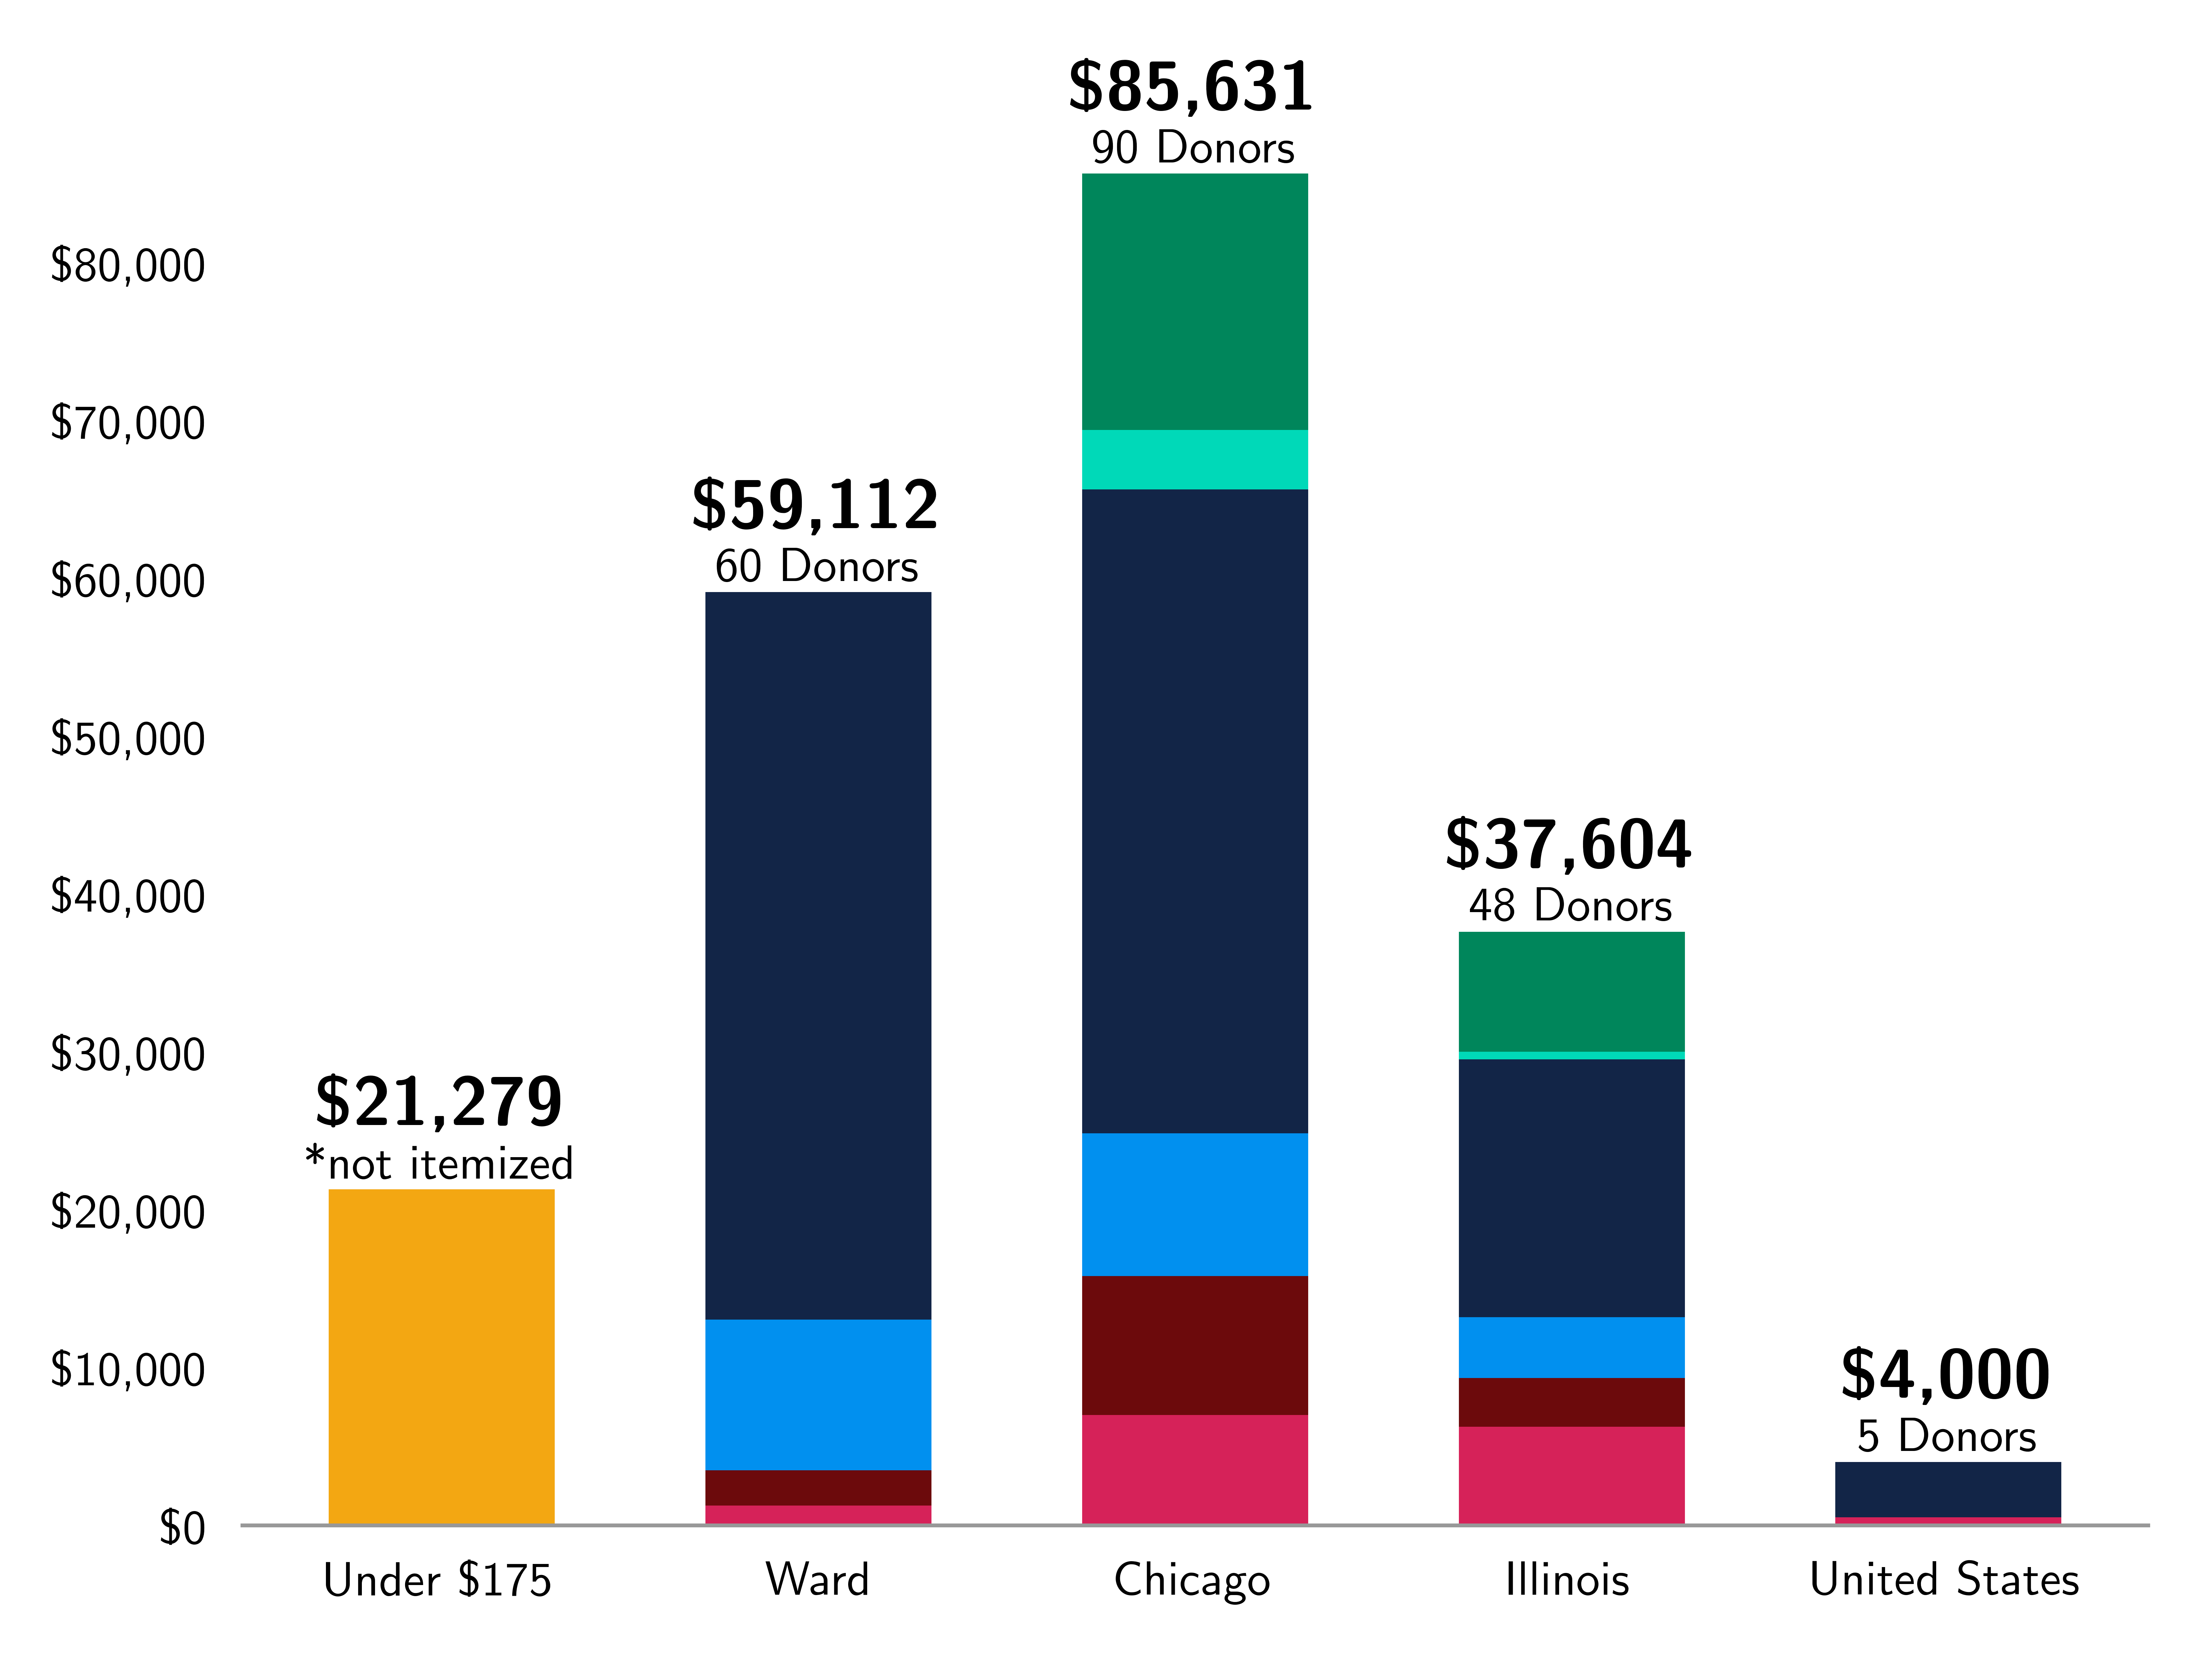 $85,631
90 Donors
$80,000
$70,000
$59,112
60 Donors
$60,000
$50,000
$37,604
48 Donors
$40,000
$30,000
$21,279
*not itemized
$20,000
$10,000
$4,000
5 Donors
$0
Under $175
Ward
Chicago
Illinois
United States